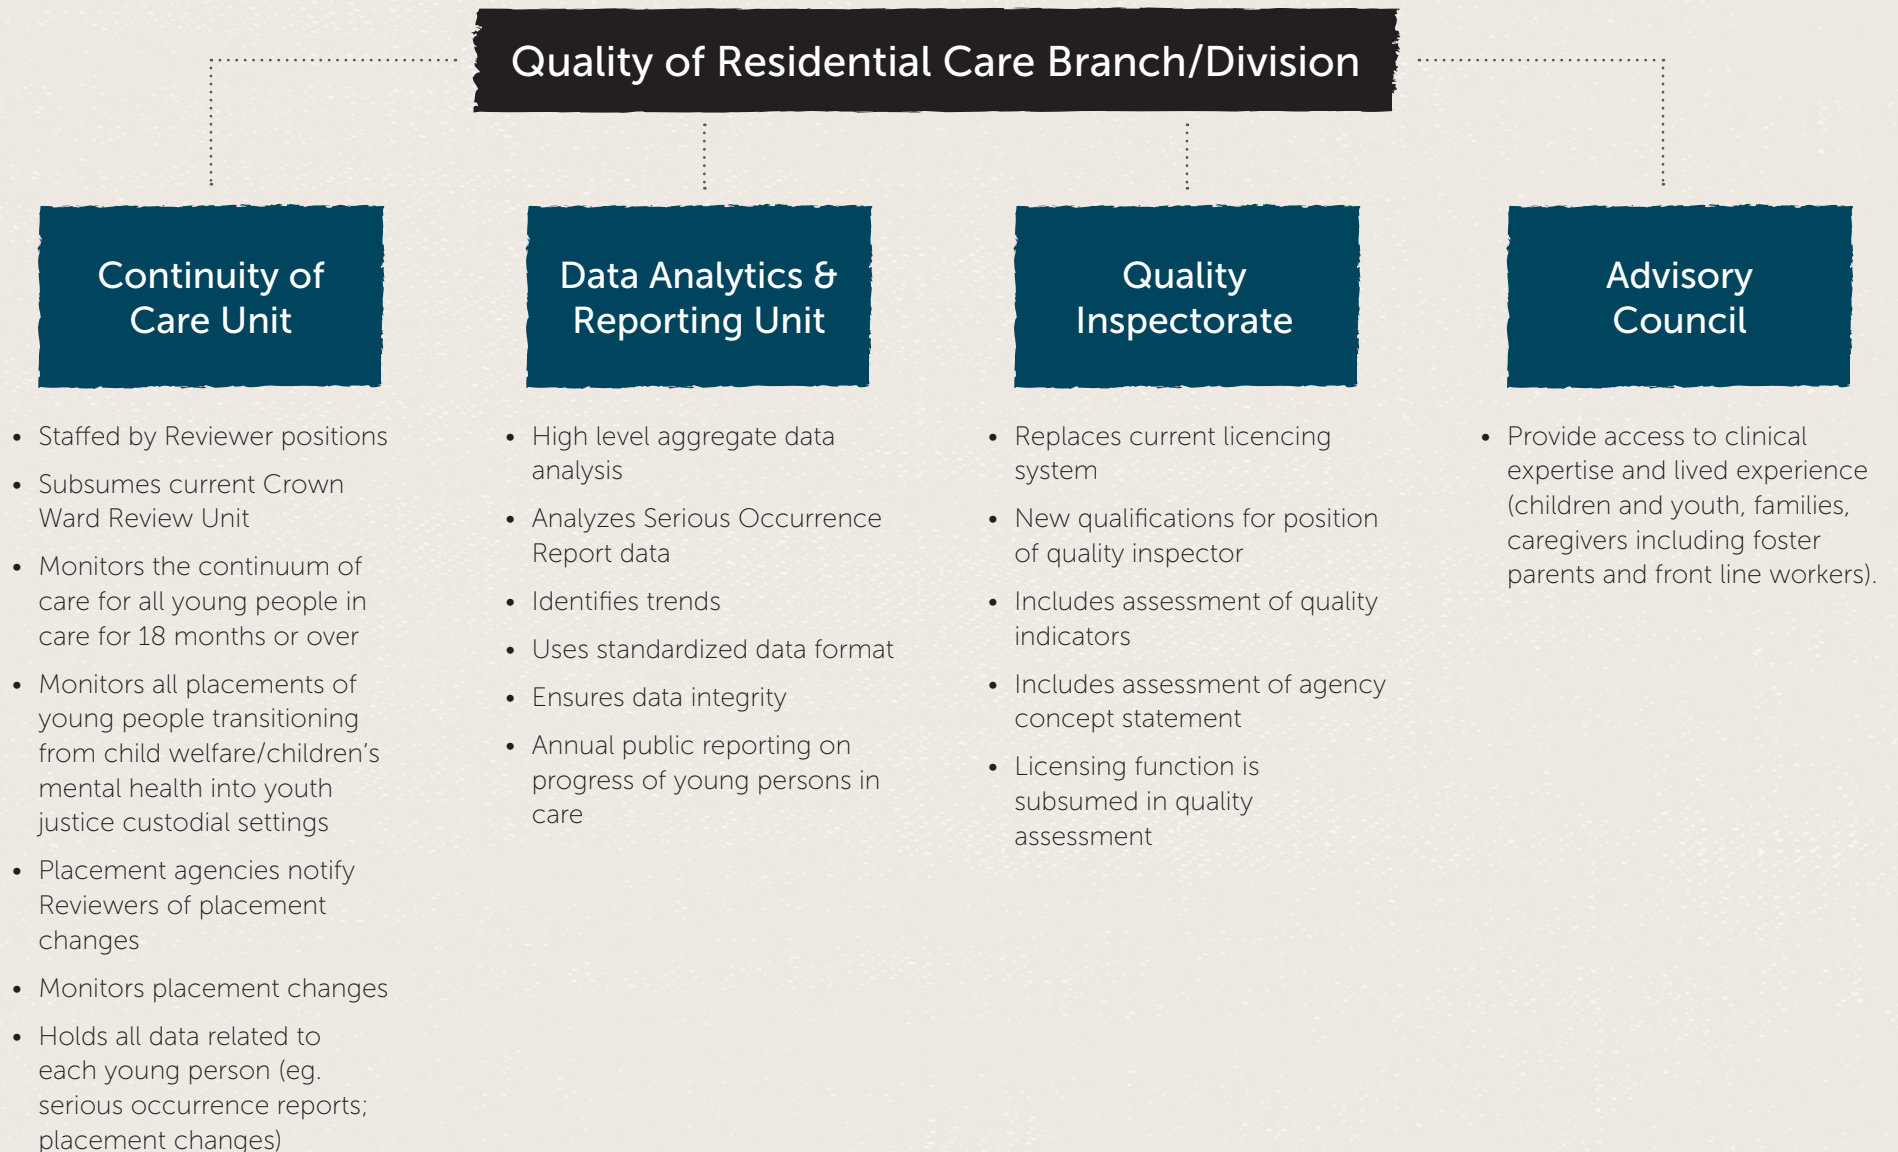 Quality of Residential Care Branch/Division
Continuity of
Care Unit
• Staffed by Reviewer positions
• Subsumes current Crown
Ward Review Unit
• Monitors the continuum of
care for all young people in
care for 18 months or over
• Monitors all placements of
young people transitioning
from child welfare/children’s
mental health into youth
justice custodial settings
• Placement agencies notify
Reviewers of placement
changes
• Monitors placement changes
• Holds all data related to
each young person (eg.
serious occurrence reports;
placement changes)
Data Analytics &
Reporting Unit
• High level aggregate data
analysis
• Analyzes Serious Occurrence
Report data
• Identifies trends
• Uses standardized data format
• Ensures data integrity
• Annual public reporting on
progress of young persons in
care
Quality
Inspectorate
• Replaces current licencing
system
• New qualifications for position
of quality inspector
• Includes assessment of quality
indicators
• Includes assessment of agency
concept statement
• Licensing function is
subsumed in quality
assessment
Advisory
Council
• Provide access to clinical
expertise and lived experience
(children and youth, families,
caregivers including foster
parents and front line workers).